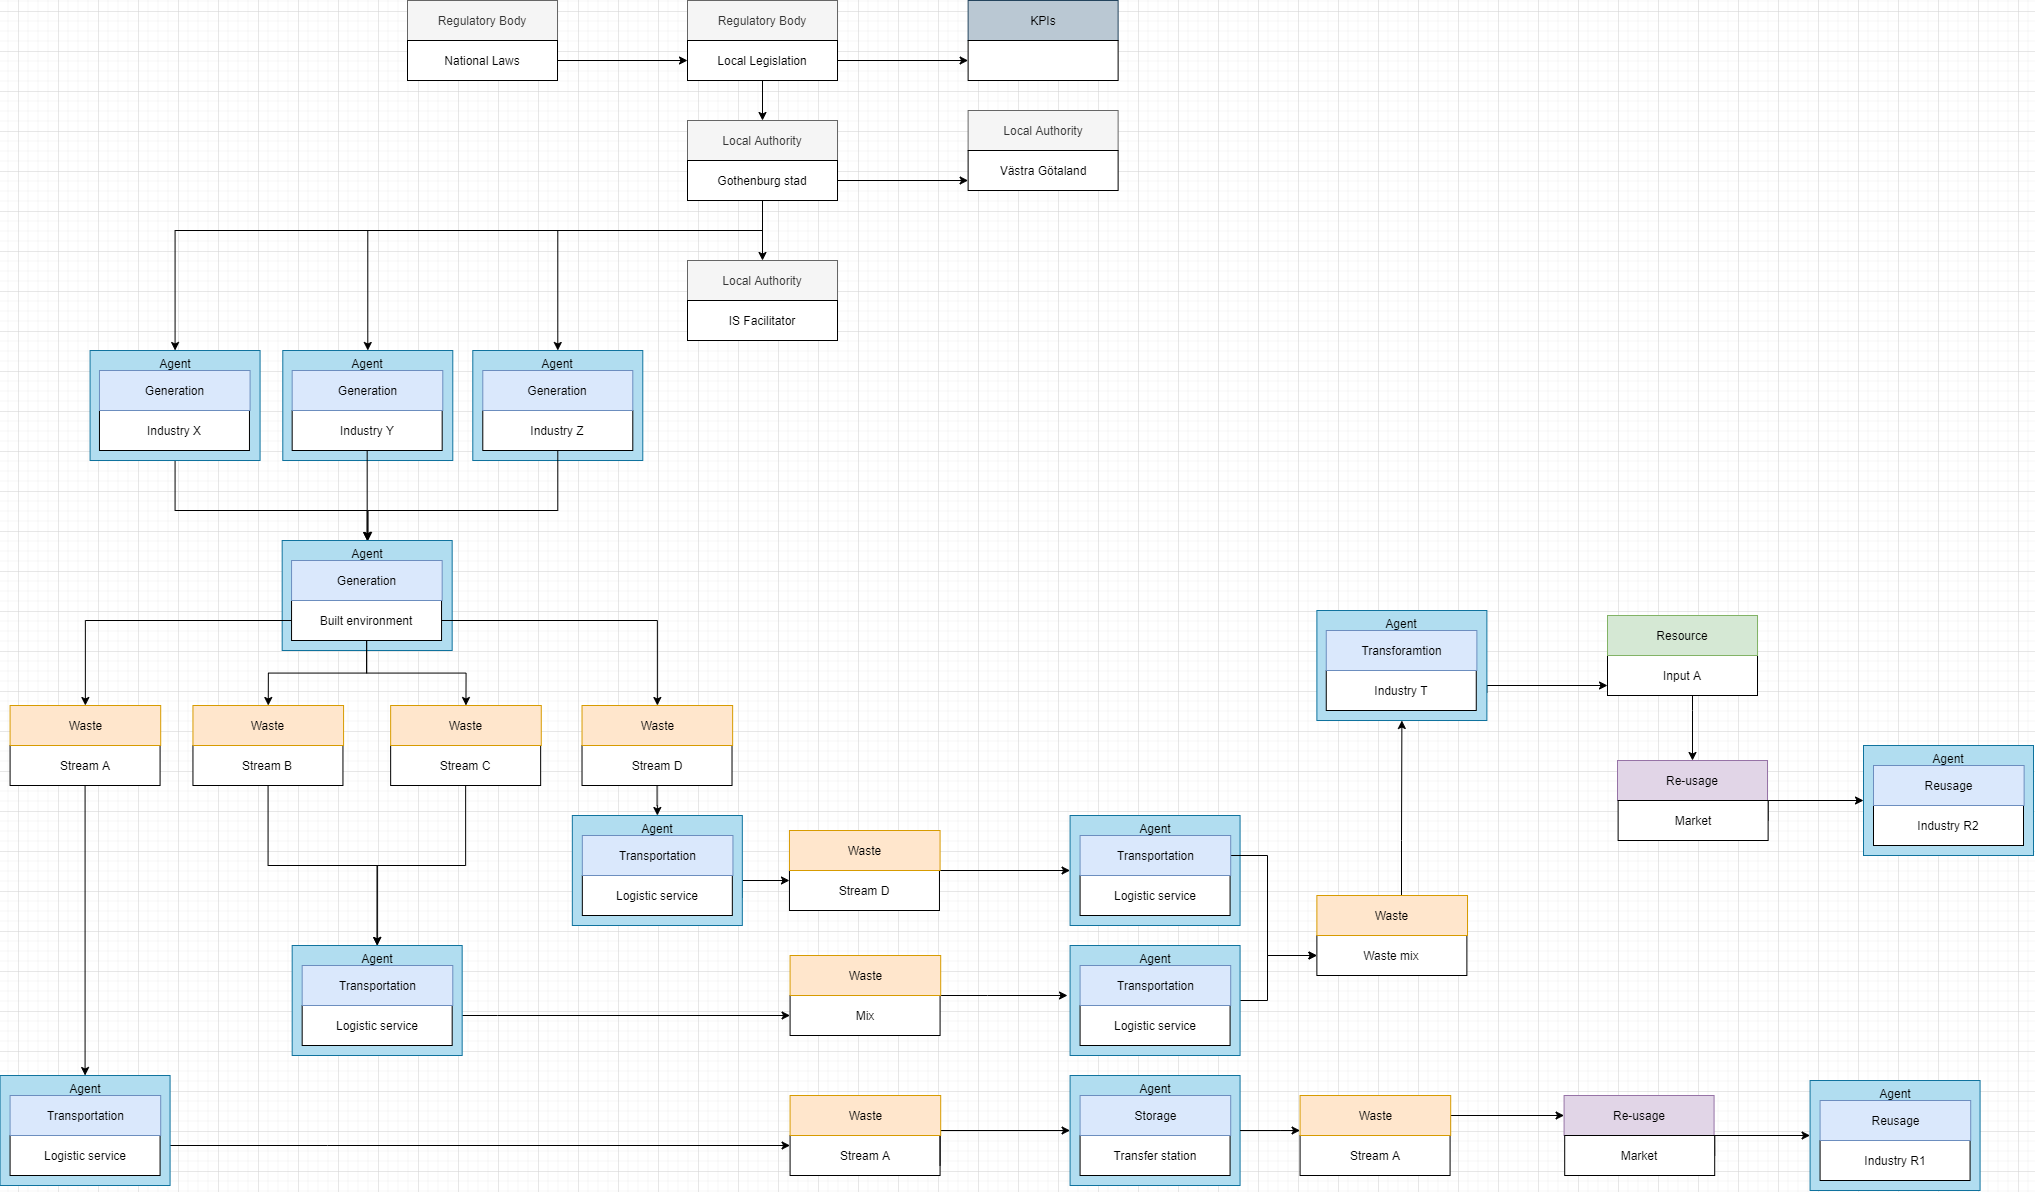 Regulatory Body
National Laws
Regulatory Body
Local Legislation
KPIs
Local Authority
Gothenburg stad
Local Authority
Västra Götaland
Local Authority
IS Facilitator
Agent
Generation
Industry X
Agent
Generation
Industry Y
Agent
Generation
Industry Z
Agent
Generation
Built environment
Waste
Stream A
Waste
Stream B
Waste
Stream C
Waste
Stream D
Agent
Transforamtion
Industry T
Resource
Input A
Re-usage
Market
Agent
Reusage
Industry R2
Agent
Transportation
Logistic service
Waste
Stream D
Agent
Transportation
Logistic service
Waste
Waste mix
Agent
Transportation
Logistic service
Waste
Mix
Agent
Transportation
Logistic service
Agent
Transportation
Logistic service
Waste
Stream A
Agent
Storage
Transfer station
Waste
Stream A
Re-usage
Market
Agent
Reusage
Industry R1